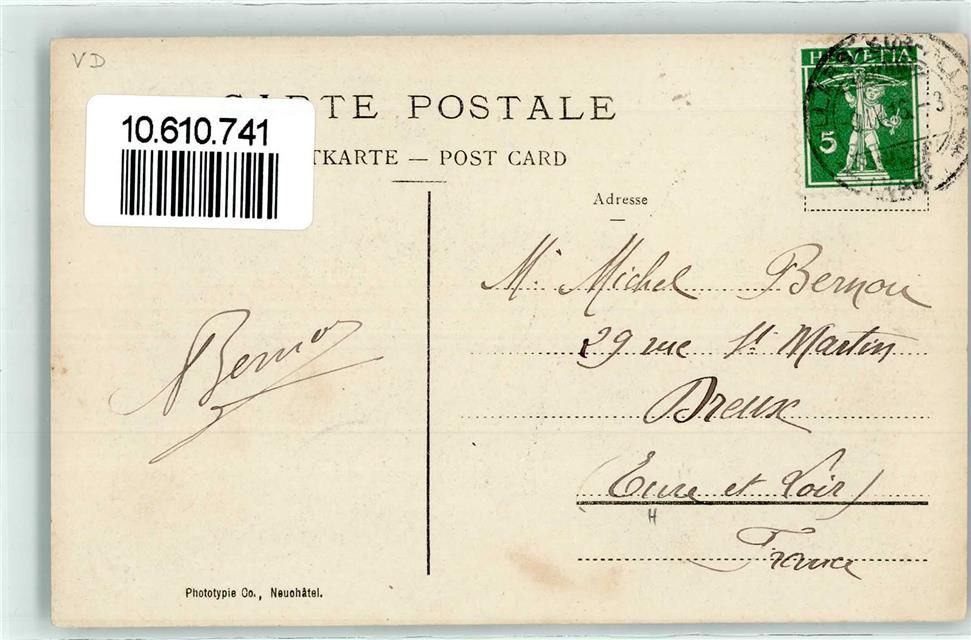 VD
CARTE POSTALE
10.610.741
TKARTE — POST CARD
HELVETIA
5
Adresse
Mr Michel Bernou
29 rue St Martin
Dreux
(Eure et Loir)
H
France
Phototypie Co., Neuchâtel.